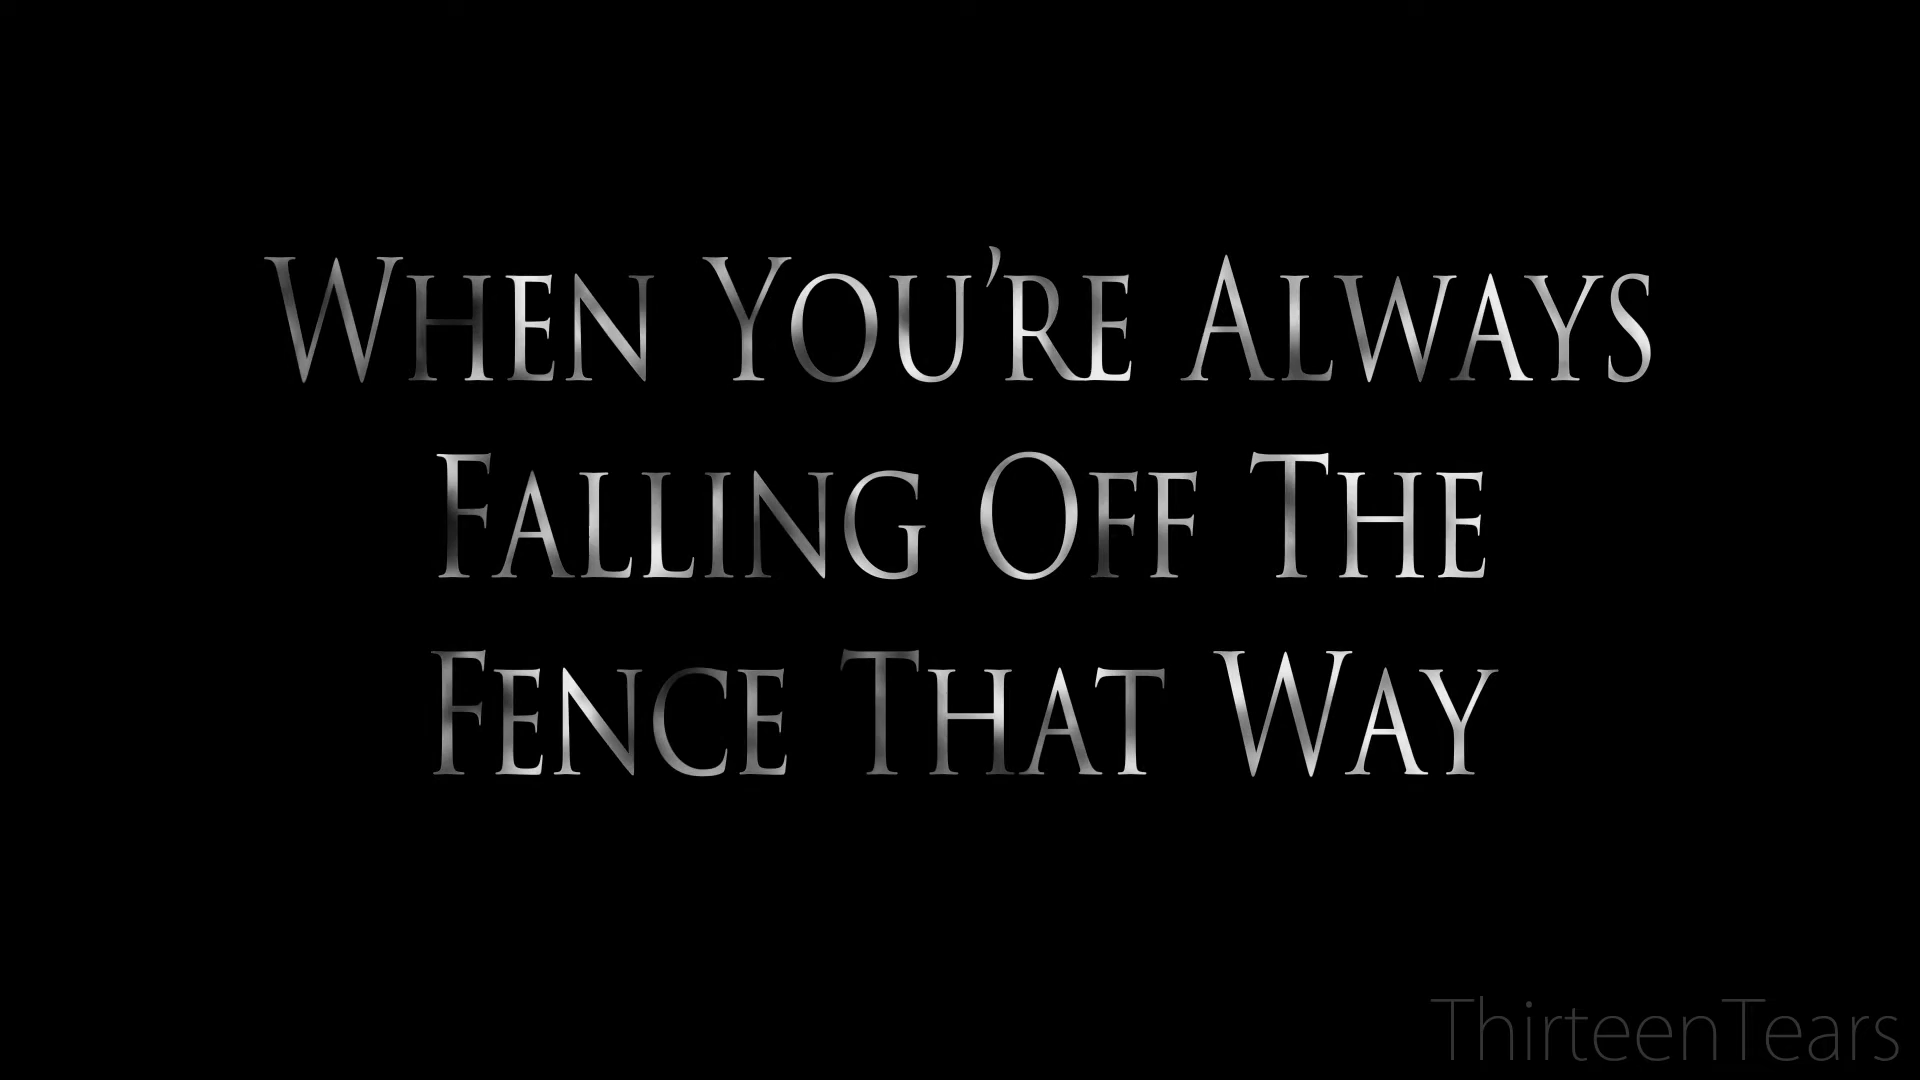 When You're Always
Falling Off The
Fence That Way
ThirteenTears